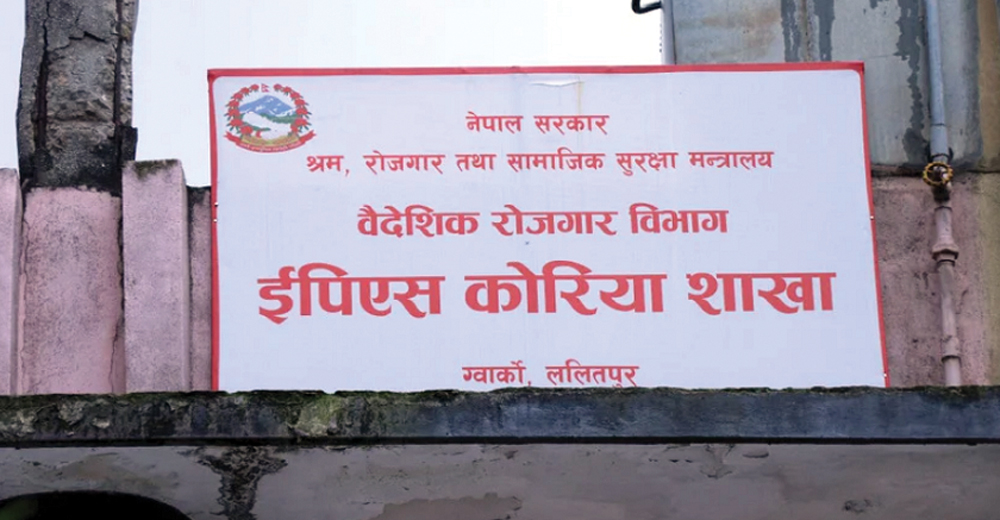 नेपाल सरकार
श्रम, रोजगार तथा सामाजिक सुरक्षा मन्त्रालय
वैदेशिक रोजगार विभाग
ईपिएस कोरिया शाखा
ग्वार्को, ललितपुर